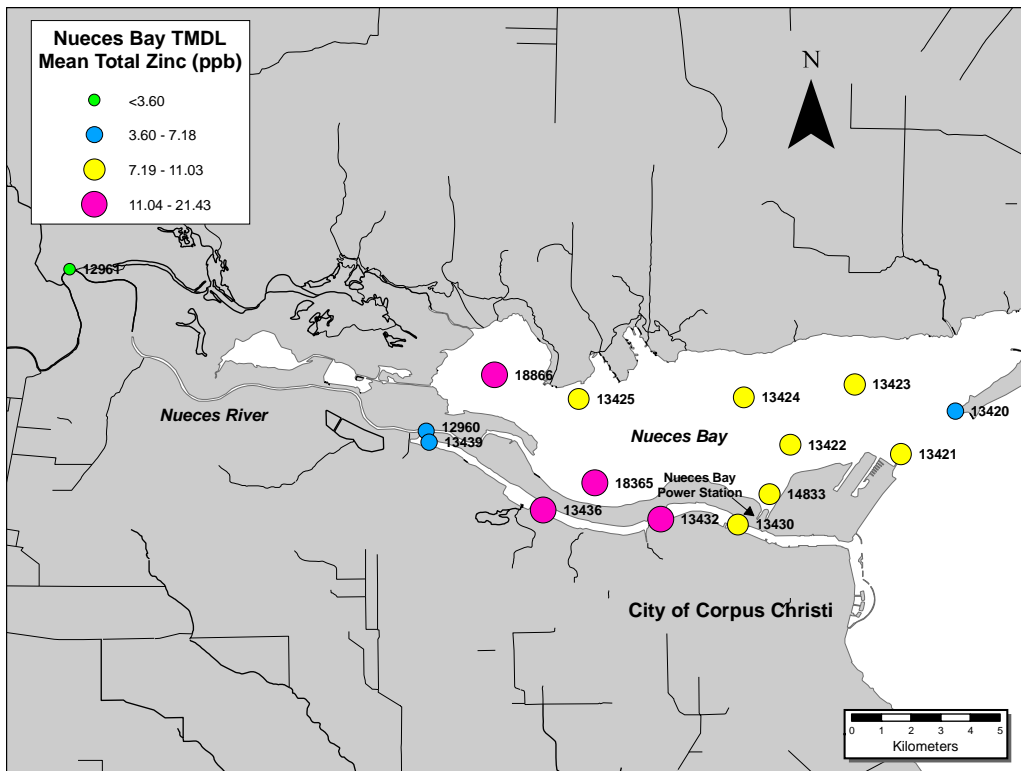 Nueces Bay TMDL
Mean Total Zinc (ppb)
<3.60
3.60 - 7.18
7.19 - 11.03
11.04 - 21.43
N
12961
18866
13425
13424
13423
13420
Nueces River
12960
13439
Nueces Bay
13422
13421
18365
Nueces Bay
Power Station
14833
13436
13432
13430
City of Corpus Christi
0 1 2 3 4 5
Kilometers